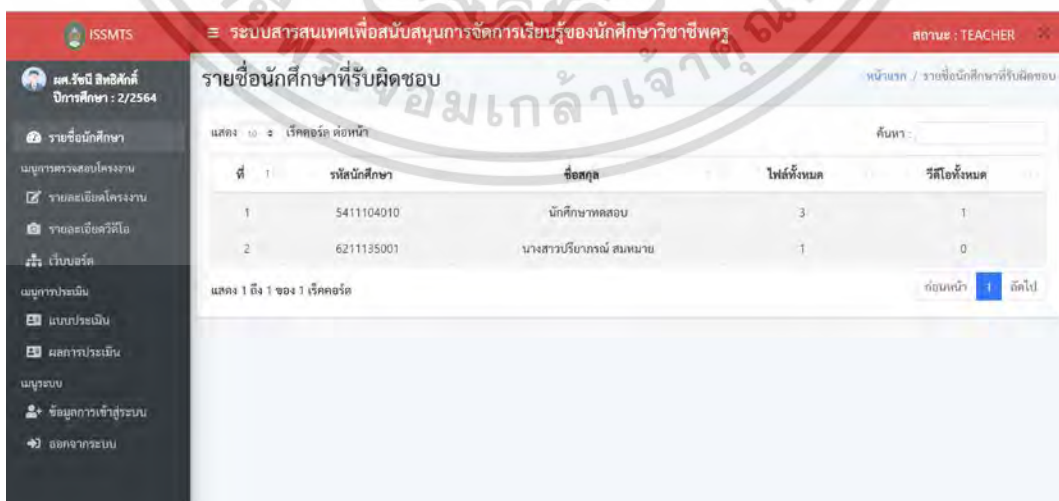 ISSMTS
ระบบสารสนเทศเพื่อสนับสนุนการจัดการเรียนรู้ของนักศึกษาวิชาชีพครู
สถานะ : TEACHER
ผศ.รัชนี สิทธิศักดิ์
ปีการศึกษา : 2/2564
รายชื่อนักศึกษา
เมนูการตรวจสอบโครงงาน
รายละเอียดโครงงาน
รายละเอียดวีดีโอ
เว็บบอร์ด
เมนูการประเมิน
แบบประเมิน
ผลการประเมิน
เมนูระบบ
ข้อมูลการเข้าสู่ระบบ
ออกจากระบบ
รายชื่อนักศึกษาที่รับผิดชอบ
หน้าแรก / รายชื่อนักศึกษาที่รับผิดชอบ
แสดง 10 เร็คคอร์ด ต่อหน้า
ค้นหา :
ที่ รหัสนักศึกษา ชื่อสกุล ไฟล์ทั้งหมด วีดีโอทั้งหมด
1 5411104010 นักศึกษาทดสอบ 3 1
2 6211135001 นางสาวปรียาภรณ์ สมหมาย 1 0
แสดง 1 ถึง 1 ของ 1 เร็คคอร์ด
ก่อนหน้า 1 ถัดไป